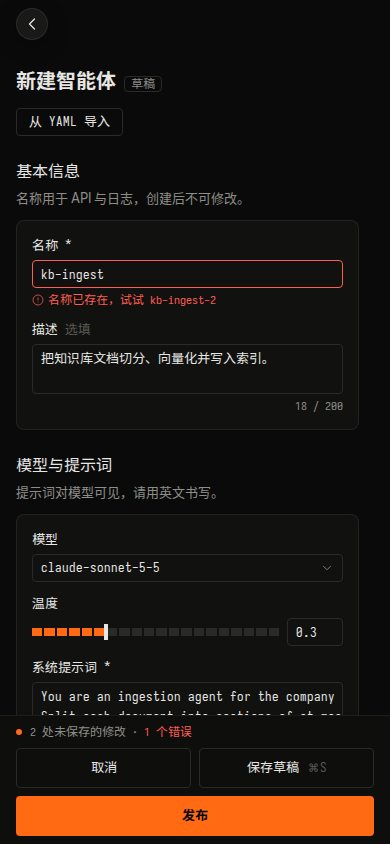 新建智能体 草稿
从 YAML 导入
基本信息
名称用于 API 与日志，创建后不可修改。
名称 *
kb-ingest
名称已存在，试试 kb-ingest-2
描述 选填
把知识库文档切分、向量化并写入索引。
18 / 200
模型与提示词
提示词对模型可见，请用英文书写。
模型
claude-sonnet-5-5
温度
0.3
系统提示词 *
You are an ingestion agent for the company
2 处未保存的修改 · 1 个错误
取消
保存草稿 ⌘S
发布